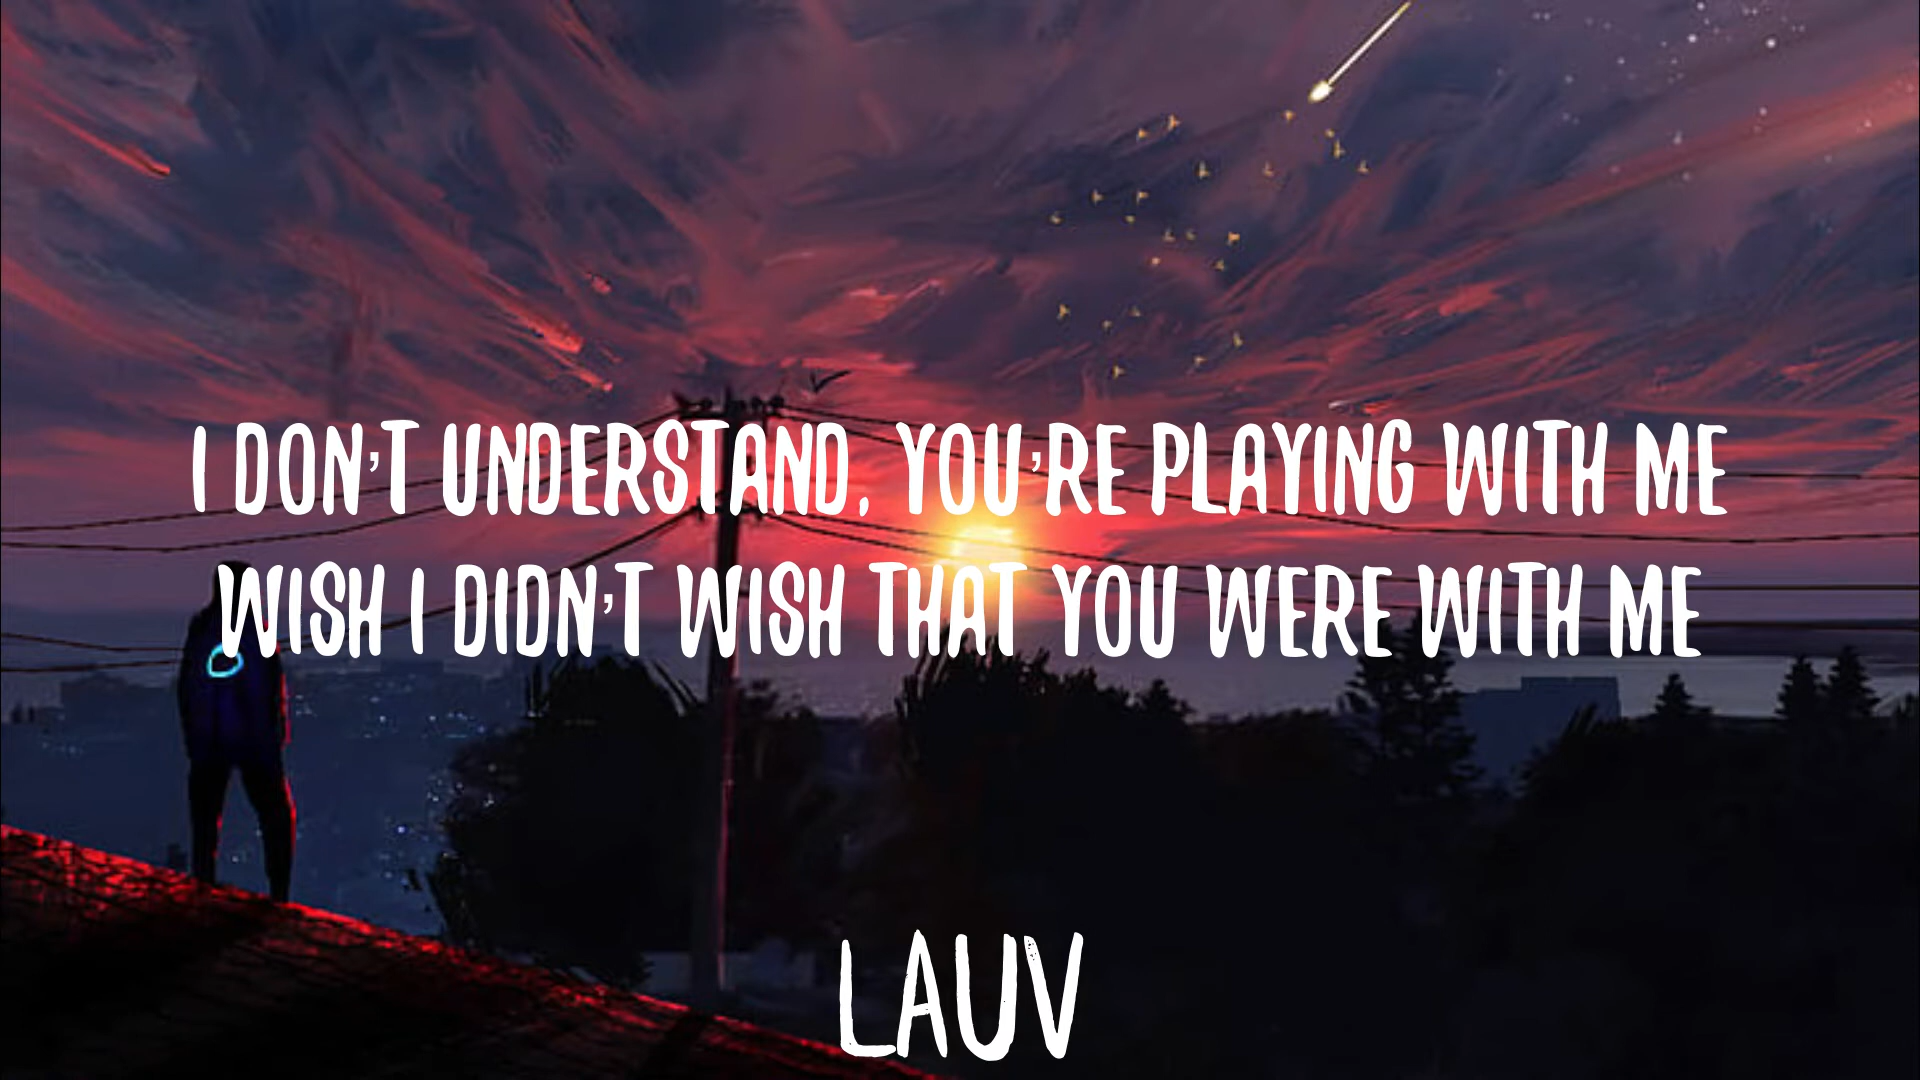 I DON'T UNDERSTAND, YOU'RE PLAYING WITH ME
WISH I DIDN'T WISH THAT YOU WERE WITH ME
LAUV